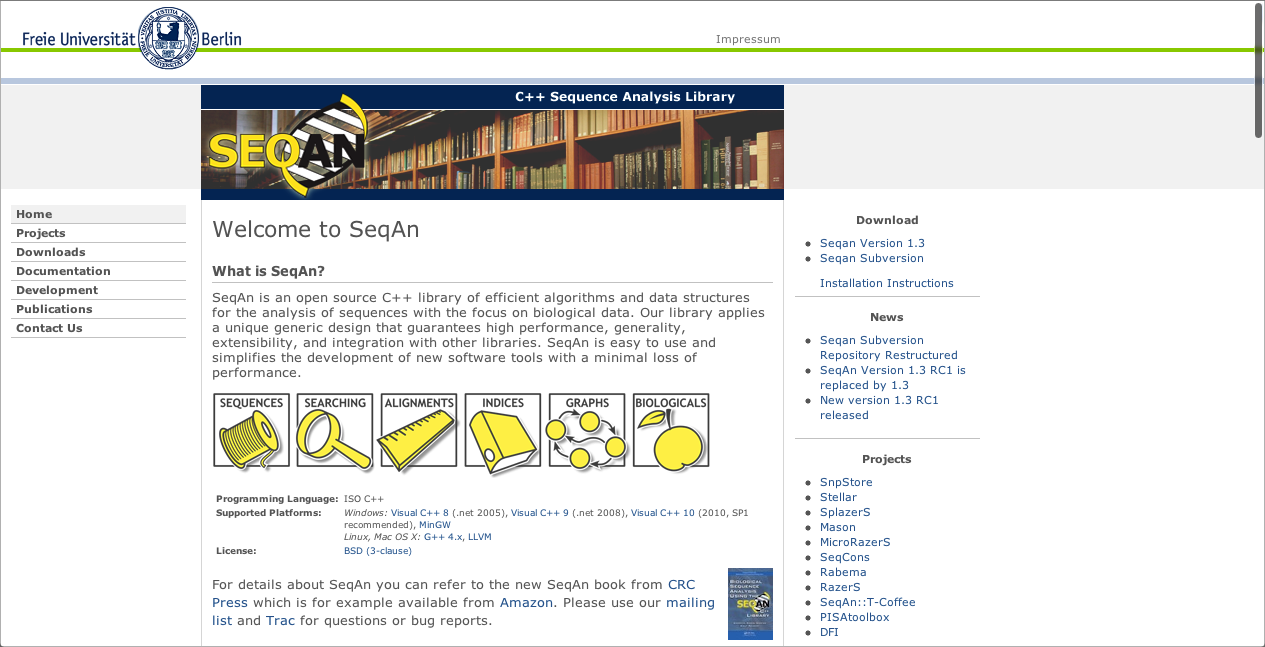 Freie Universität Berlin
Impressum
C++ Sequence Analysis Library
SEQAN
Home
Projects
Downloads
Documentation
Development
Publications
Contact Us
Welcome to SeqAn
What is SeqAn?
SeqAn is an open source C++ library of efficient algorithms and data structures
for the analysis of sequences with the focus on biological data. Our library applies
a unique generic design that guarantees high performance, generality,
extensibility, and integration with other libraries. SeqAn is easy to use and
simplifies the development of new software tools with a minimal loss of
performance.
SEQUENCES SEARCHING ALIGNMENTS INDICES GRAPHS BIOLOGICALS
Programming Language: ISO C++
Supported Platforms: Windows: Visual C++ 8 (.net 2005), Visual C++ 9 (.net 2008), Visual C++ 10 (2010, SP1
recommended), MinGW
Linux, Mac OS X: G++ 4.x, LLVM
License: BSD (3-clause)
For details about SeqAn you can refer to the new SeqAn book from CRC
Press which is for example available from Amazon. Please use our mailing
list and Trac for questions or bug reports.
BIOLOGICAL
SEQUENCE
ANALYSIS
USING THE
SEQAN
C++
LIBRARY
Download
Seqan Version 1.3
Seqan Subversion
Installation Instructions
News
Seqan Subversion
Repository Restructured
SeqAn Version 1.3 RC1 is
replaced by 1.3
New version 1.3 RC1
released
Projects
SnpStore
Stellar
SplazerS
Mason
MicroRazerS
SeqCons
Rabema
RazerS
SeqAn::T-Coffee
PISAtoolbox
DFI